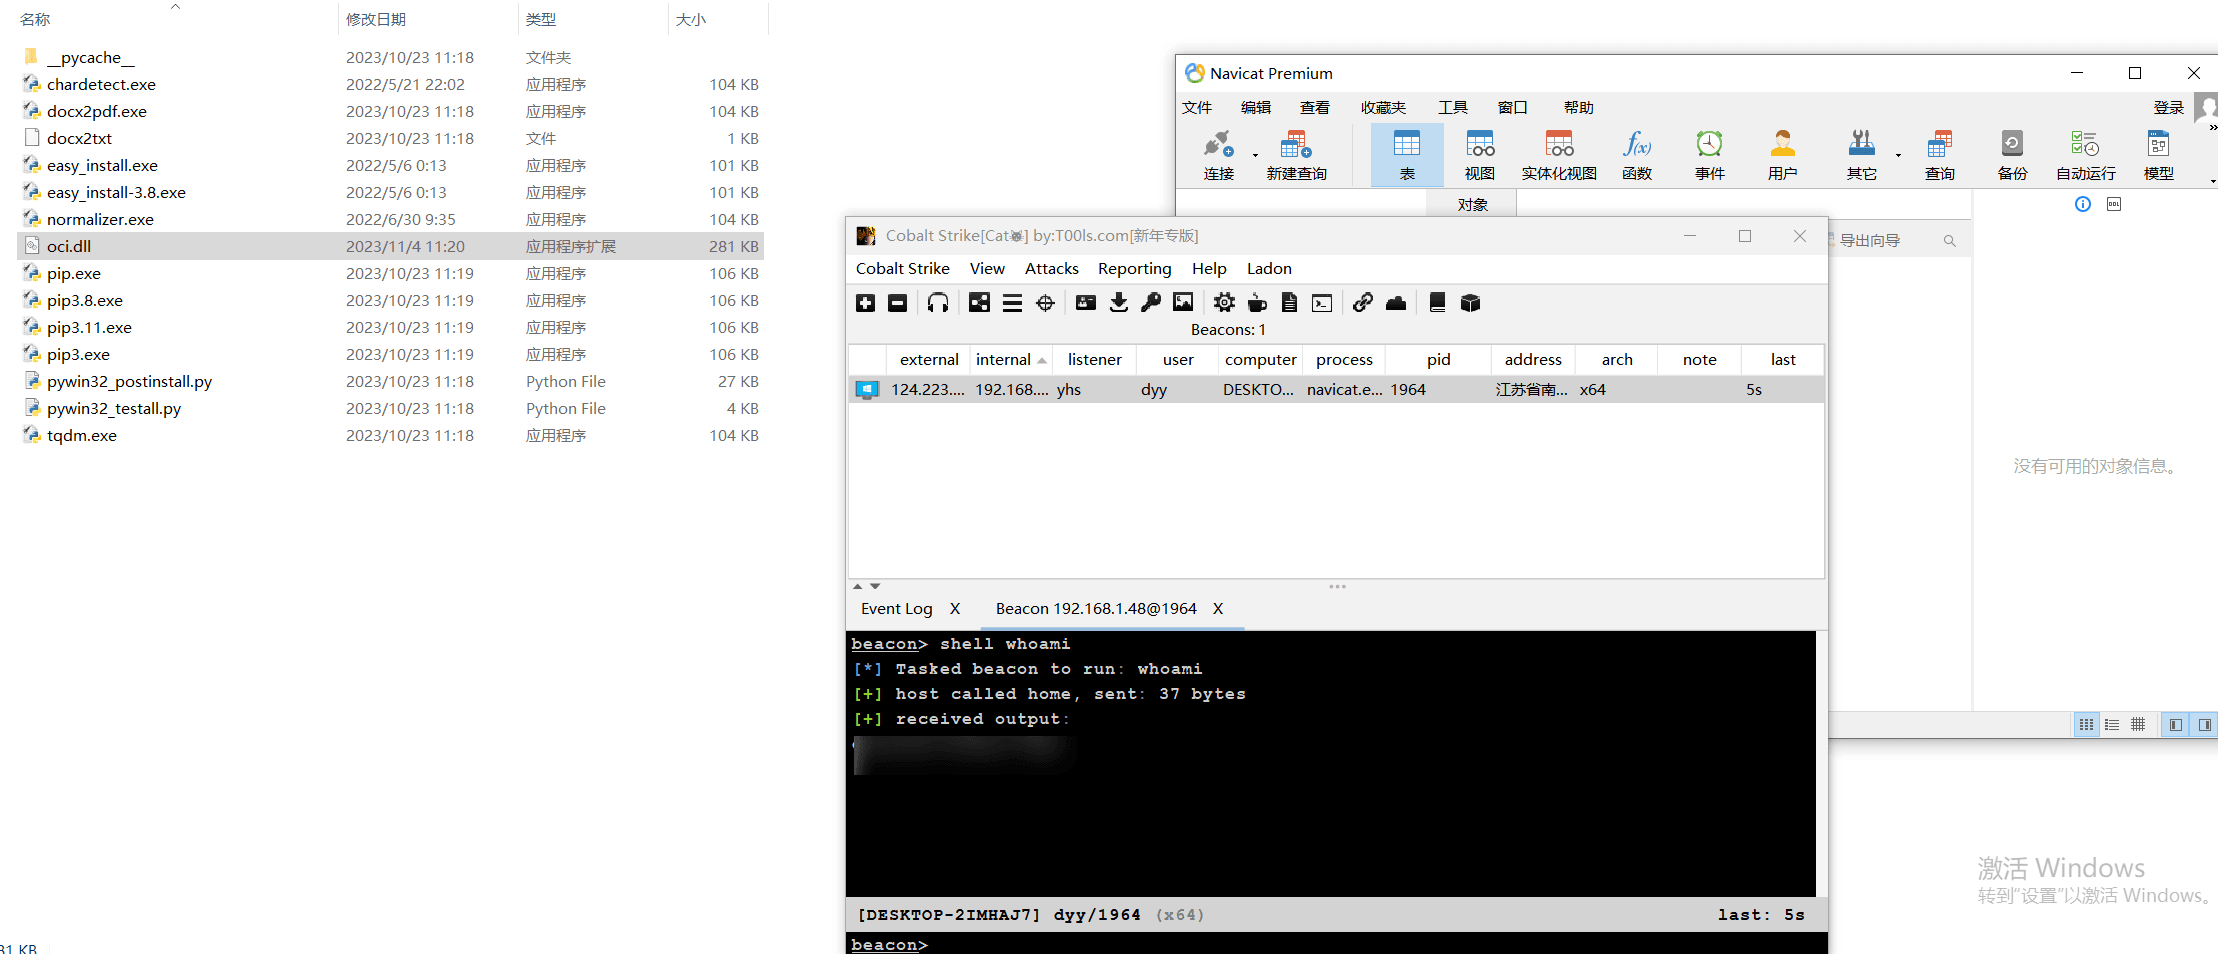 名称 修改日期 类型 大小
__pycache__ 2023/10/23 11:18 文件夹
chardetect.exe 2022/5/21 22:02 应用程序 104 KB
docx2pdf.exe 2023/10/23 11:18 应用程序 104 KB
docx2txt 2023/10/23 11:18 文件 1 KB
easy_install.exe 2022/5/6 0:13 应用程序 101 KB
easy_install-3.8.exe 2022/5/6 0:13 应用程序 101 KB
normalizer.exe 2022/6/30 9:35 应用程序 104 KB
oci.dll 2023/11/4 11:20 应用程序扩展 281 KB
pip.exe 2023/10/23 11:19 应用程序 106 KB
pip3.8.exe 2023/10/23 11:19 应用程序 106 KB
pip3.11.exe 2023/10/23 11:19 应用程序 106 KB
pip3.exe 2023/10/23 11:19 应用程序 106 KB
pywin32_postinstall.py 2023/10/23 11:18 Python File 27 KB
pywin32_testall.py 2023/10/23 11:18 Python File 4 KB
tqdm.exe 2023/10/23 11:18 应用程序 104 KB
31 KB
Navicat Premium
文件 编辑 查看 收藏夹 工具 窗口 帮助 登录
连接 新建查询 表 视图 实体化视图 函数 事件 用户 其它 查询 备份 自动运行 模型
对象
导出向导
没有可用的对象信息。
Cobalt Strike[Cat] by:T00ls.com[新年专版]
Cobalt Strike View Attacks Reporting Help Ladon
Beacons: 1
external internal listener user computer process pid address arch note last
124.223.... 192.168.... yhs dyy DESKTO... navicat.e... 1964 江苏省南... x64 5s
Event Log X Beacon 192.168.1.48@1964 X
beacon> shell whoami
[*] Tasked beacon to run: whoami
[+] host called home, sent: 37 bytes
[+] received output:
[DESKTOP-2IMHAJ7] dyy/1964 (x64) last: 5s
beacon>
激活 Windows
转到“设置”以激活 Windows。